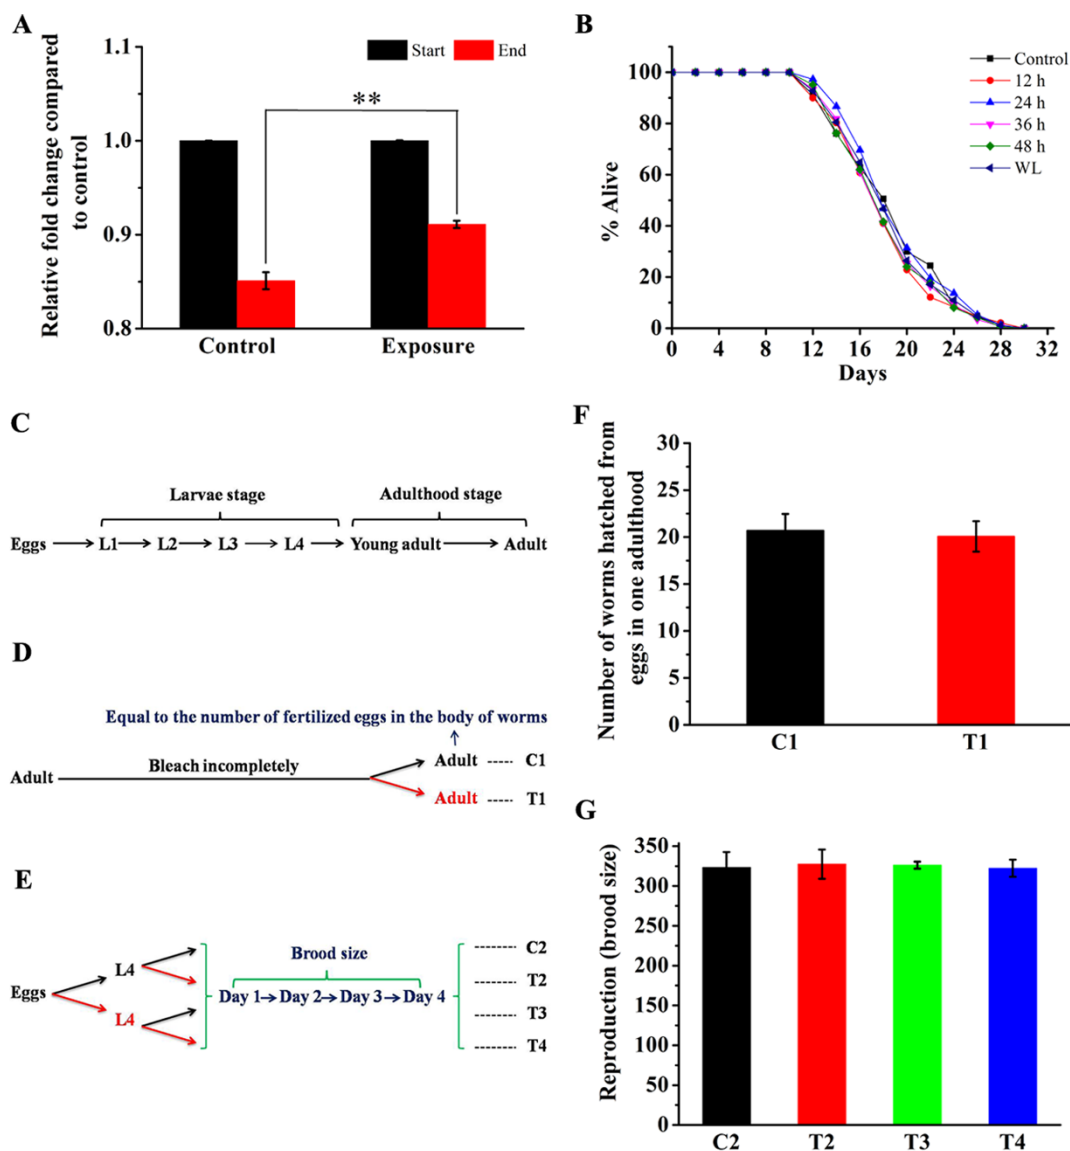 A
Relative fold change compared
to control
1.1
1.0
0.9
0.8
Start
End
**
Control
Exposure
B
% Alive
100
80
60
40
20
0
0
4
8
12
16
20
24
28
32
Days
Control
12 h
24 h
36 h
48 h
WL
C
Larvae stage
Adulthood stage
Eggs
L1
L2
L3
L4
Young adult
Adult
D
Equal to the number of fertilized eggs in the body of worms
Adult
Bleach incompletely
Adult
C1
Adult
T1
E
Eggs
L4
L4
Brood size
Day 1
Day 2
Day 3
Day 4
C2
T2
T3
T4
F
Number of worms hatched from
eggs in one adulthood
30
25
20
15
10
5
0
C1
T1
G
Reproduction (brood size)
350
300
250
200
150
100
50
0
C2
T2
T3
T4